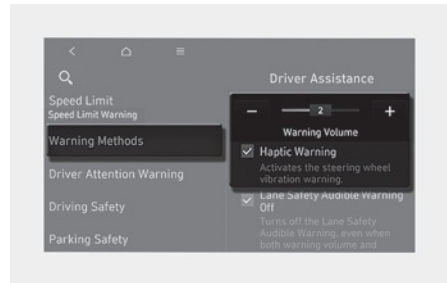 Driver Assistance
Speed Limit
Speed Limit Warning
Warning Methods
Driver Attention Warning
Driving Safety
Parking Safety
− 2 +
Warning Volume
Haptic Warning
Activates the steering wheel
vibration warning.
Lane Safety Audible Warning
Off
Turns off the Lane Safety
Audible Warning, even when
both warning volume and